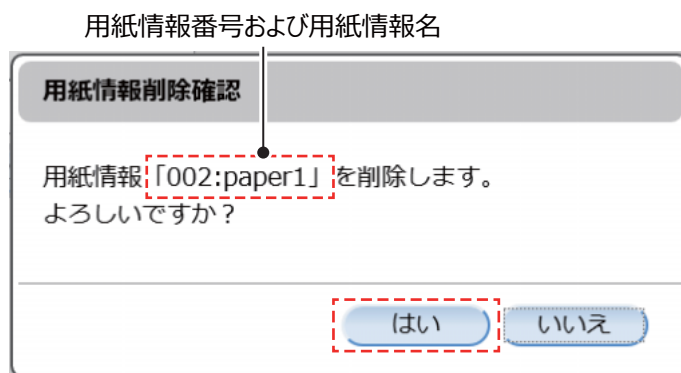 用紙情報番号および用紙情報名
用紙情報削除確認
用紙情報「002:paper1」を削除します。
よろしいですか？
はい
いいえ